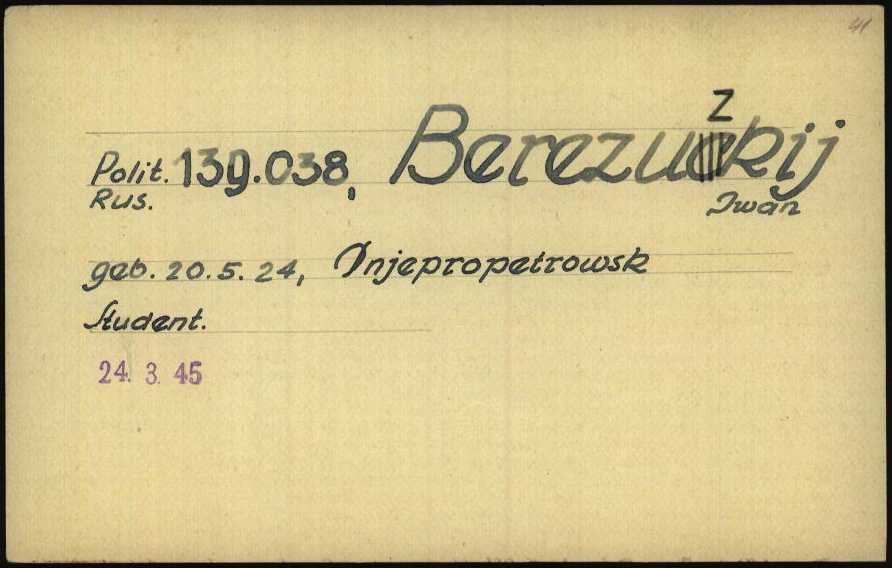 41
Z
Polit. 139.038, Berezuckij
Rus. Iwan
geb. 20.5.24, Dnjepropetrowsk
Student.
24. 3. 45